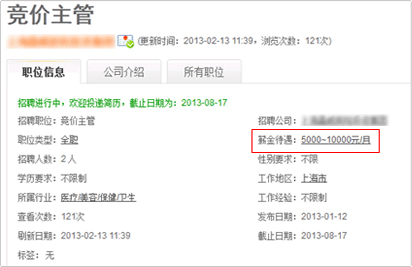 竞价主管
(更新时间：2013-02-13 11:39，浏览次数：121次)
职位信息 公司介绍 所有职位
招聘进行中，欢迎投递简历，截止日期为：2013-08-17
招聘职位：竞价主管 招聘公司：
职位类型：全职 薪金待遇：5000~10000元/月
招聘人数：2 人 性别要求：不限
学历要求：不限制 工作地区：上海市
所属行业：医疗/美容/保健/卫生 工作经验：不限制
查看次数：121次 发布日期：2013-01-12
刷新日期：2013-02-13 11:39 截止日期：2013-08-17
标签：无